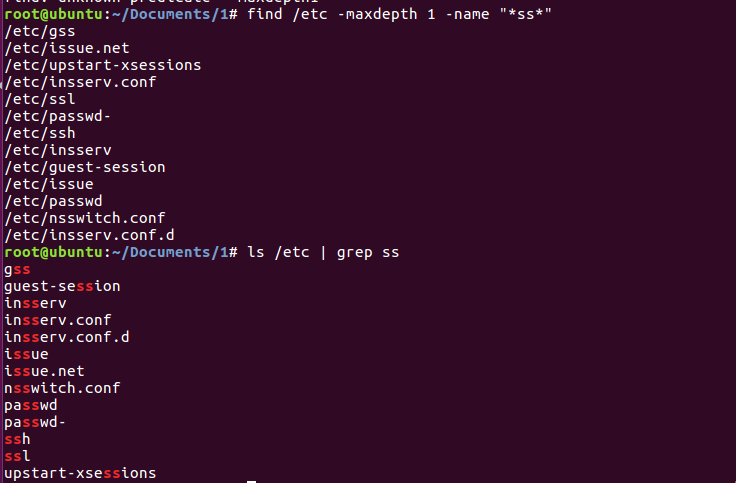 root@ubuntu:~/Documents/1# find /etc -maxdepth 1 -name "*ss*"
/etc/gss
/etc/issue.net
/etc/upstart-xsessions
/etc/insserv.conf
/etc/ssl
/etc/passwd-
/etc/ssh
/etc/insserv
/etc/guest-session
/etc/issue
/etc/passwd
/etc/nsswitch.conf
/etc/insserv.conf.d
root@ubuntu:~/Documents/1# ls /etc | grep ss
gss
guest-session
insserv
insserv.conf
insserv.conf.d
issue
issue.net
nsswitch.conf
passwd
passwd-
ssh
ssl
upstart-xsessions